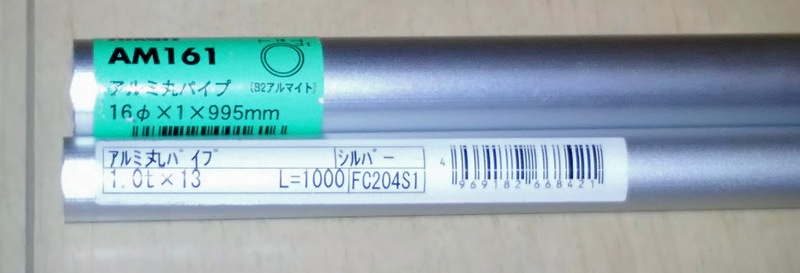 AM161
アルミ丸パイプ
〔B2アルマイト〕
16φ×1×995mm
アルミ丸パイプ
シルバー
1.0t×13
L=1000
FC204S1
4 969182 668421